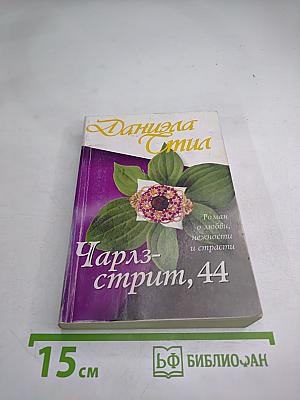 Даниэла
Стил
Роман
о любви,
нежности
и страсти
Чарлз-
стрит, 44
15 см
БФ БИБЛИОФАН